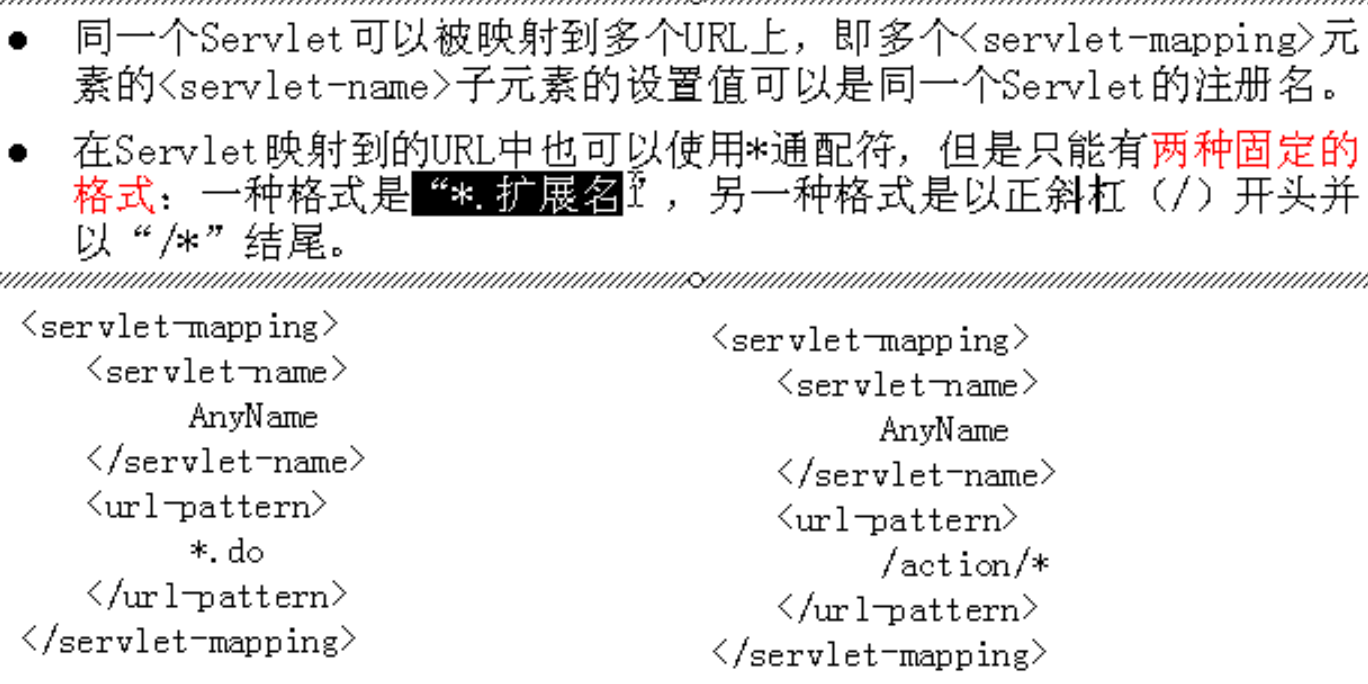 ● 同一个Servlet可以被映射到多个URL上，即多个<servlet-mapping>元
素的<servlet-name>子元素的设置值可以是同一个Servlet的注册名。
● 在Servlet映射到的URL中也可以使用*通配符，但是只能有两种固定的
格式：一种格式是“*.扩展名”，另一种格式是以正斜杠（/）开头并
以“/*”结尾。
<servlet-mapping>
<servlet-name>
AnyName
</servlet-name>
<url-pattern>
*.do
</url-pattern>
</servlet-mapping>
<servlet-mapping>
<servlet-name>
AnyName
</servlet-name>
<url-pattern>
/action/*
</url-pattern>
</servlet-mapping>